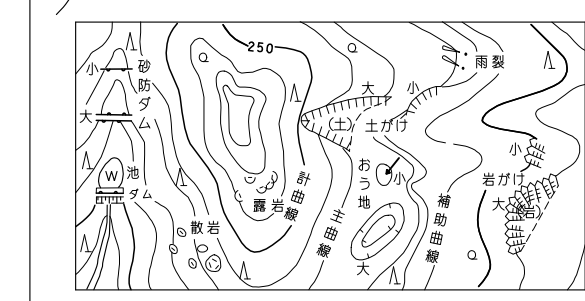 250
雨裂
小
砂防ダム
大
大
小
(土)
土がけ
小
池
W
ダム
おう地
小
岩がけ
大
(岩)
計曲線
露岩
主曲線
補助曲線
散岩
大